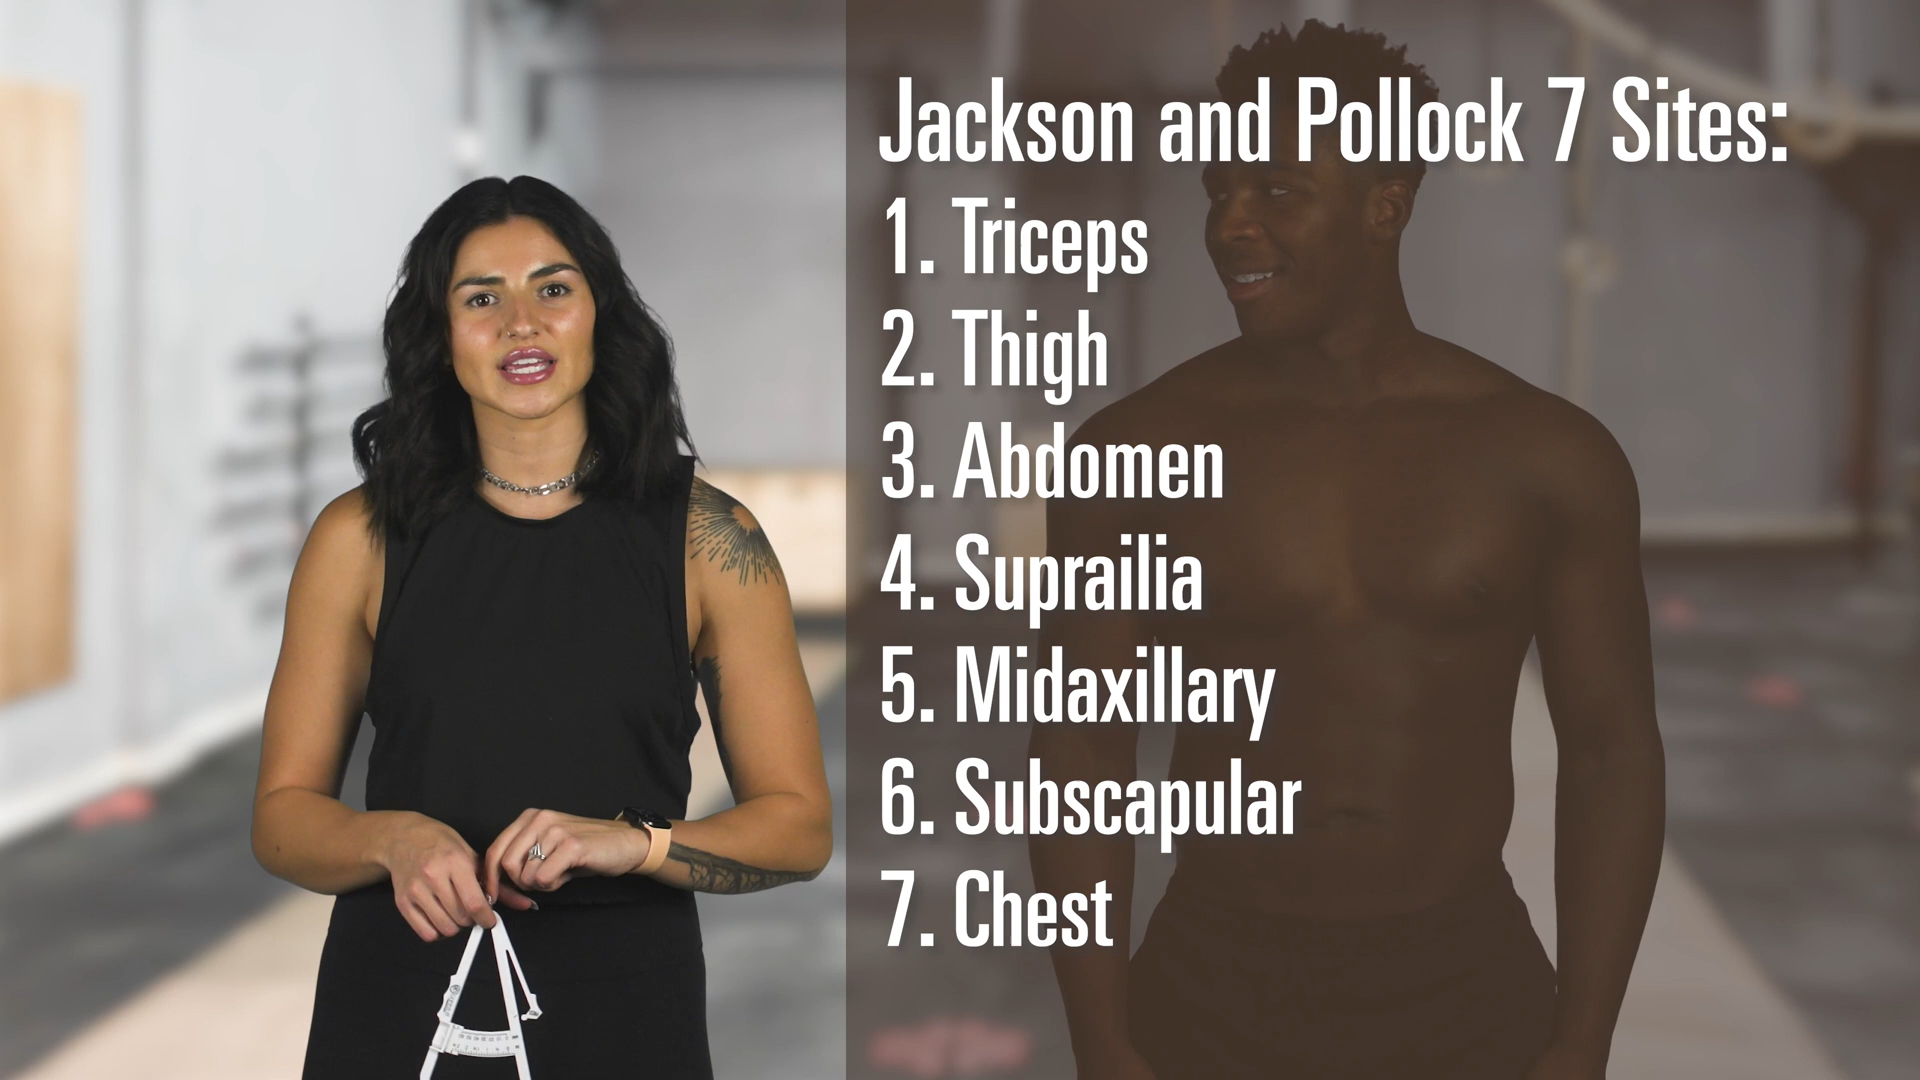 Jackson and Pollock 7 Sites:
1. Triceps
2. Thigh
3. Abdomen
4. Suprailia
5. Midaxillary
6. Subscapular
7. Chest